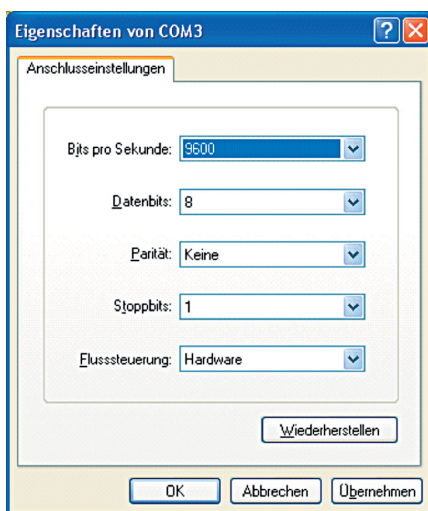 Eigenschaften von COM3
Anschlusseinstellungen
Bits pro Sekunde: 9600
Datenbits: 8
Parität: Keine
Stoppbits: 1
Flusssteuerung: Hardware
Wiederherstellen
OK Abbrechen Übernehmen